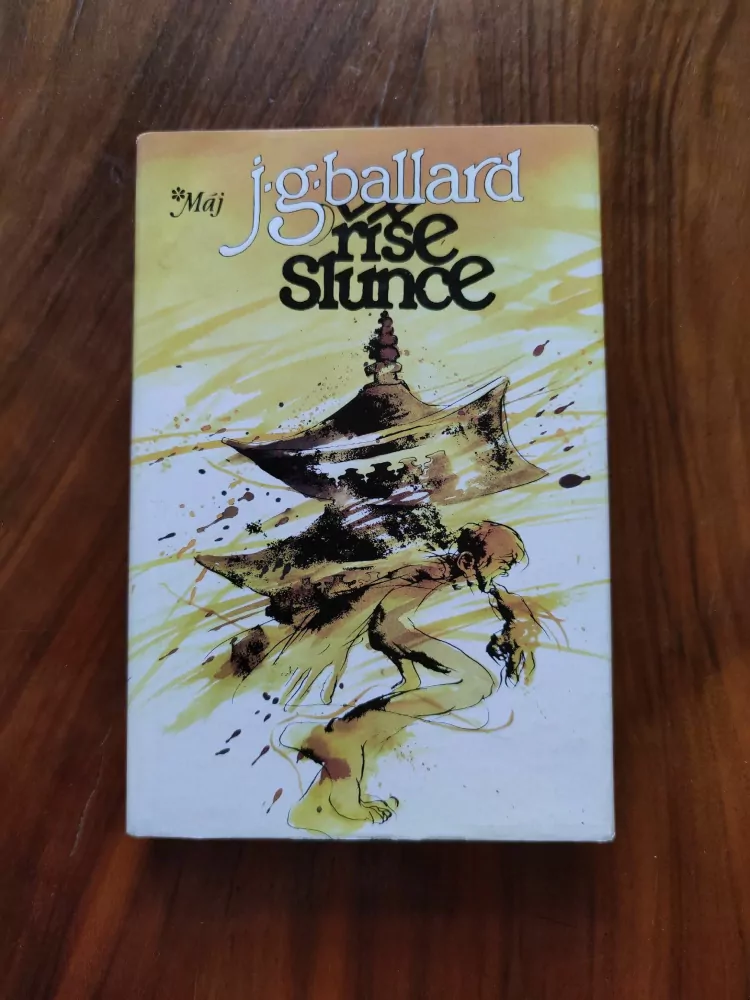 *Máj
j.g.ballard
říše
slunce